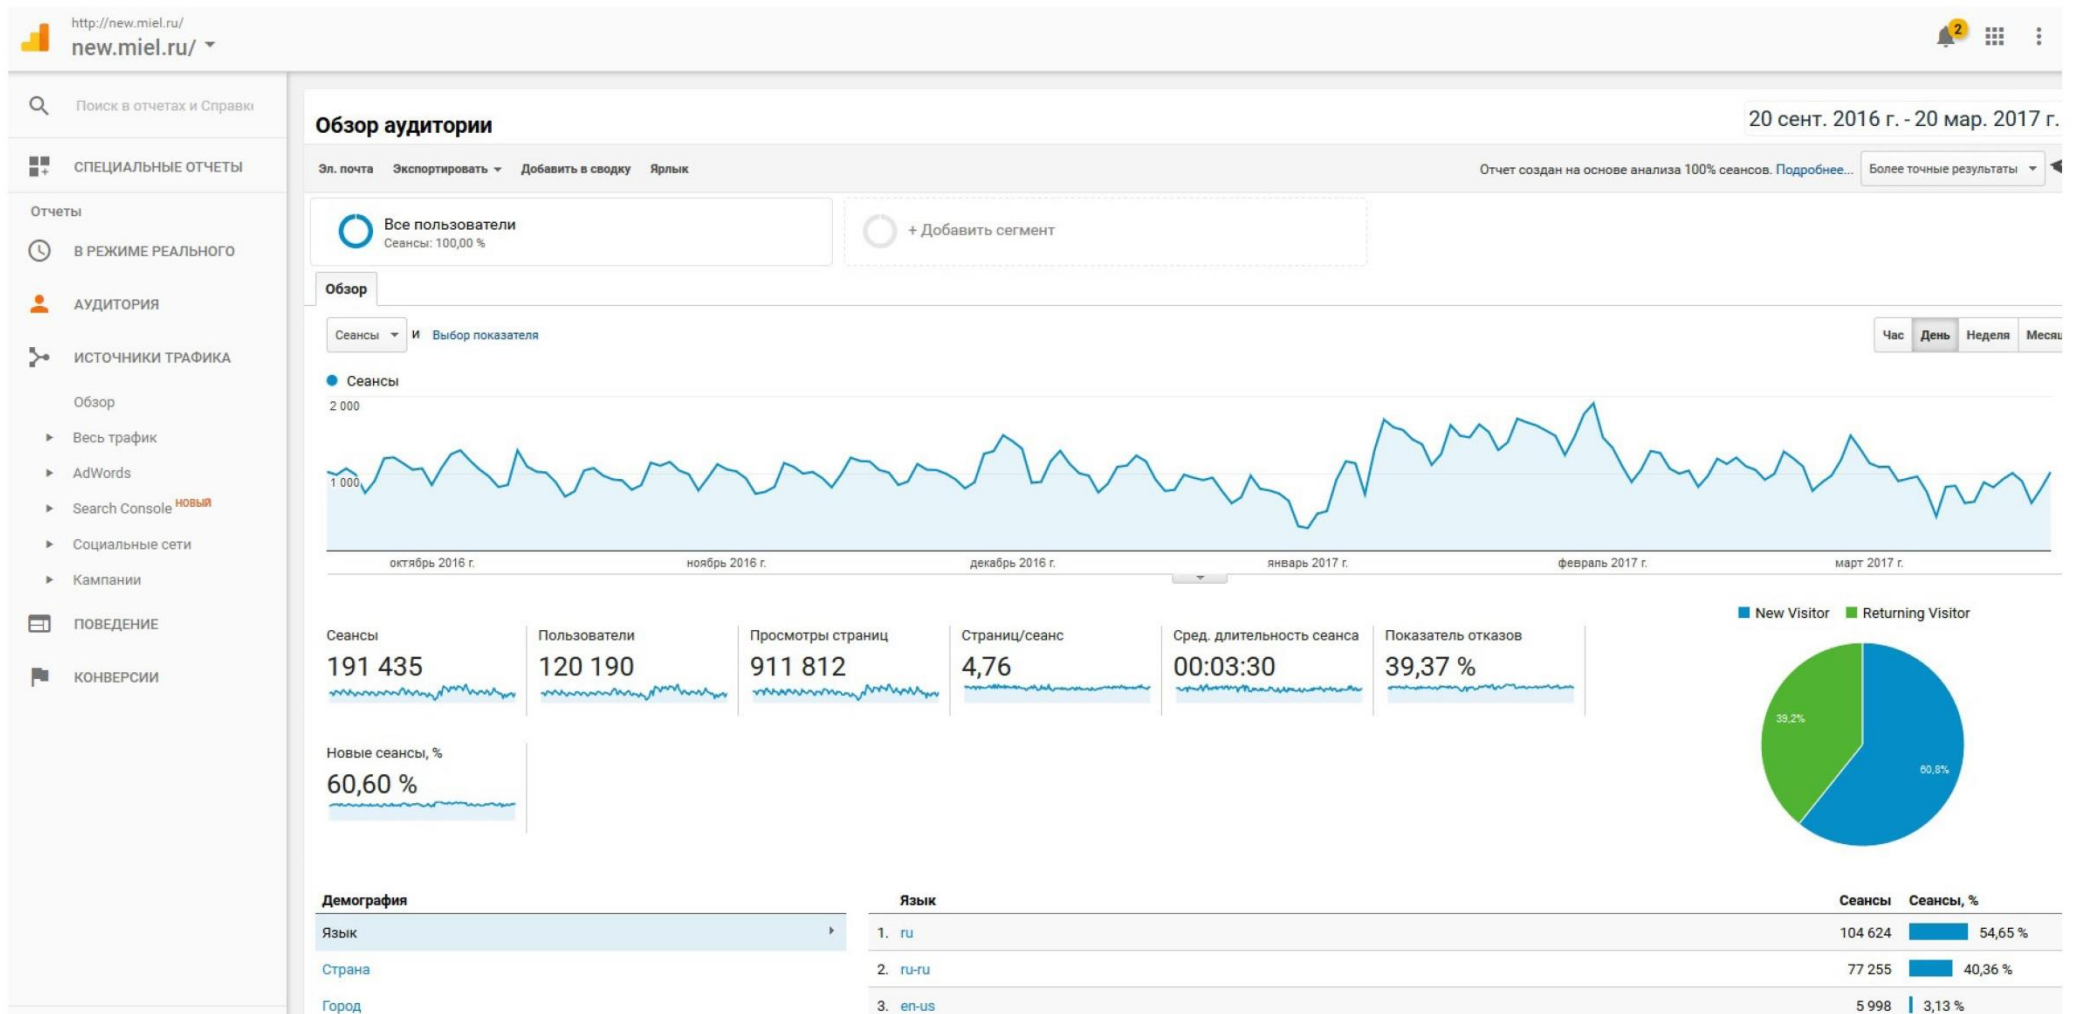 http://new.miel.ru/
new.miel.ru/
2
Поиск в отчетах и Справке
СПЕЦИАЛЬНЫЕ ОТЧЕТЫ
Отчеты
В РЕЖИМЕ РЕАЛЬНОГО
АУДИТОРИЯ
ИСТОЧНИКИ ТРАФИКА
Обзор
Весь трафик
AdWords
Search Console НОВЫЙ
Социальные сети
Кампании
ПОВЕДЕНИЕ
КОНВЕРСИИ
Обзор аудитории
20 сент. 2016 г. - 20 мар. 2017 г.
Эл. почта Экспортировать Добавить в сводку Ярлык
Отчет создан на основе анализа 100% сеансов. Подробнее... Более точные результаты
Все пользователи
Сеансы: 100,00 %
+ Добавить сегмент
Обзор
Сеансы и Выбор показателя
Час День Неделя Месяц
Сеансы
2 000
1 000
октябрь 2016 г. ноябрь 2016 г. декабрь 2016 г. январь 2017 г. февраль 2017 г. март 2017 г.
New Visitor Returning Visitor
Сеансы
191 435
Пользователи
120 190
Просмотры страниц
911 812
Страниц/сеанс
4,76
Сред. длительность сеанса
00:03:30
Показатель отказов
39,37 %
Новые сеансы, %
60,60 %
39,2%
60,8%
Демография
Язык
Страна
Город
Язык Сеансы Сеансы, %
1. ru 104 624 54,65 %
2. ru-ru 77 255 40,36 %
3. en-us 5 998 3,13 %